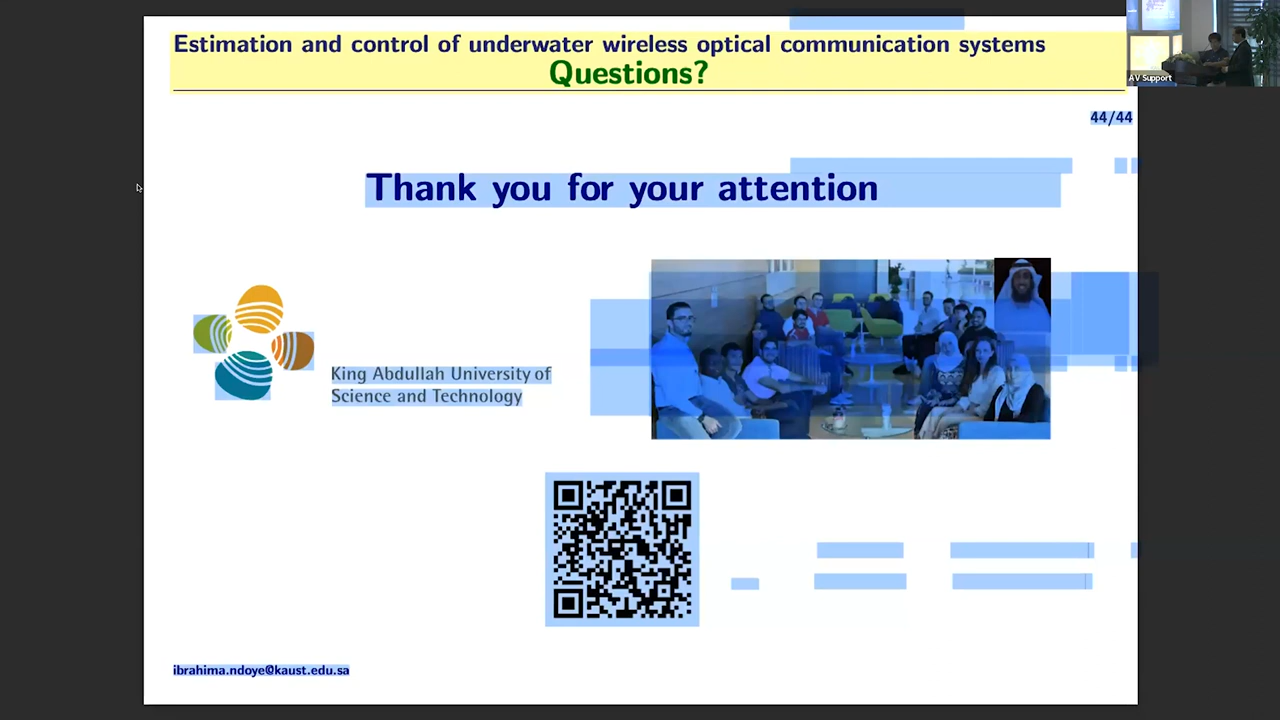 Estimation and control of underwater wireless optical communication systems
Questions?
AV Support
44/44
Thank you for your attention
King Abdullah University of
Science and Technology
ibrahima.ndoye@kaust.edu.sa